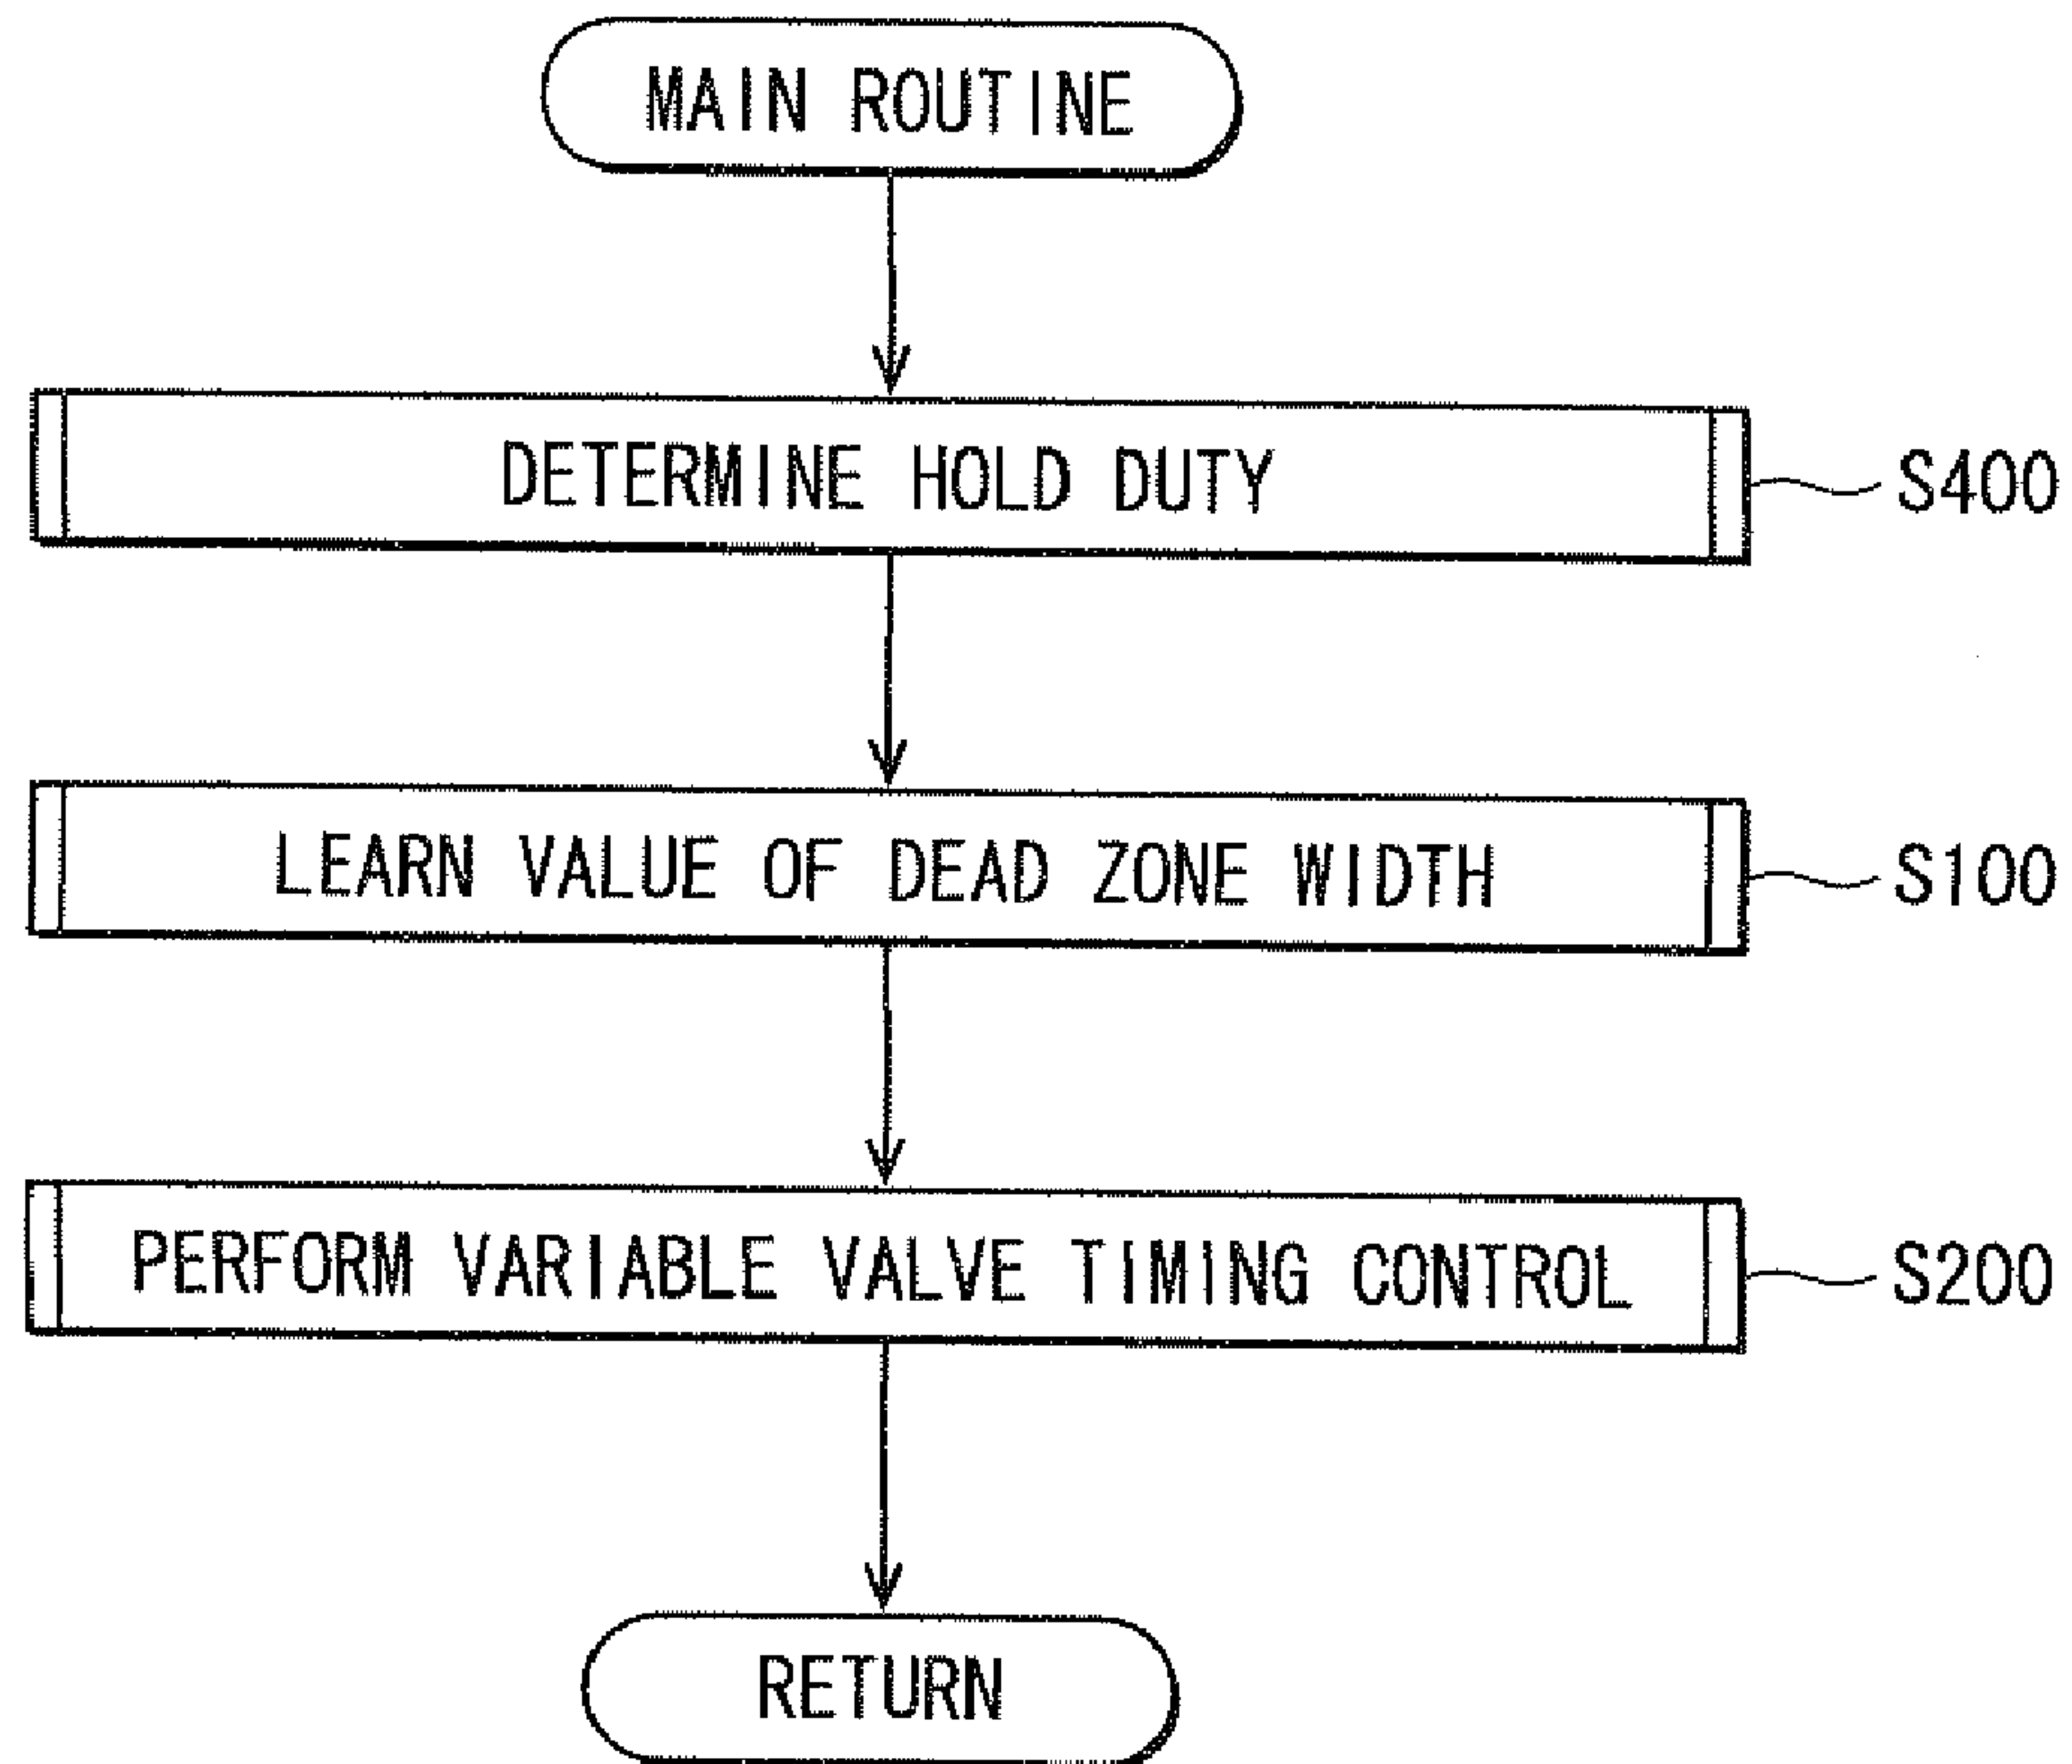 MAIN ROUTINE
DETERMINE HOLD DUTY
S400
LEARN VALUE OF DEAD ZONE WIDTH
S100
PERFORM VARIABLE VALVE TIMING CONTROL
S200
RETURN